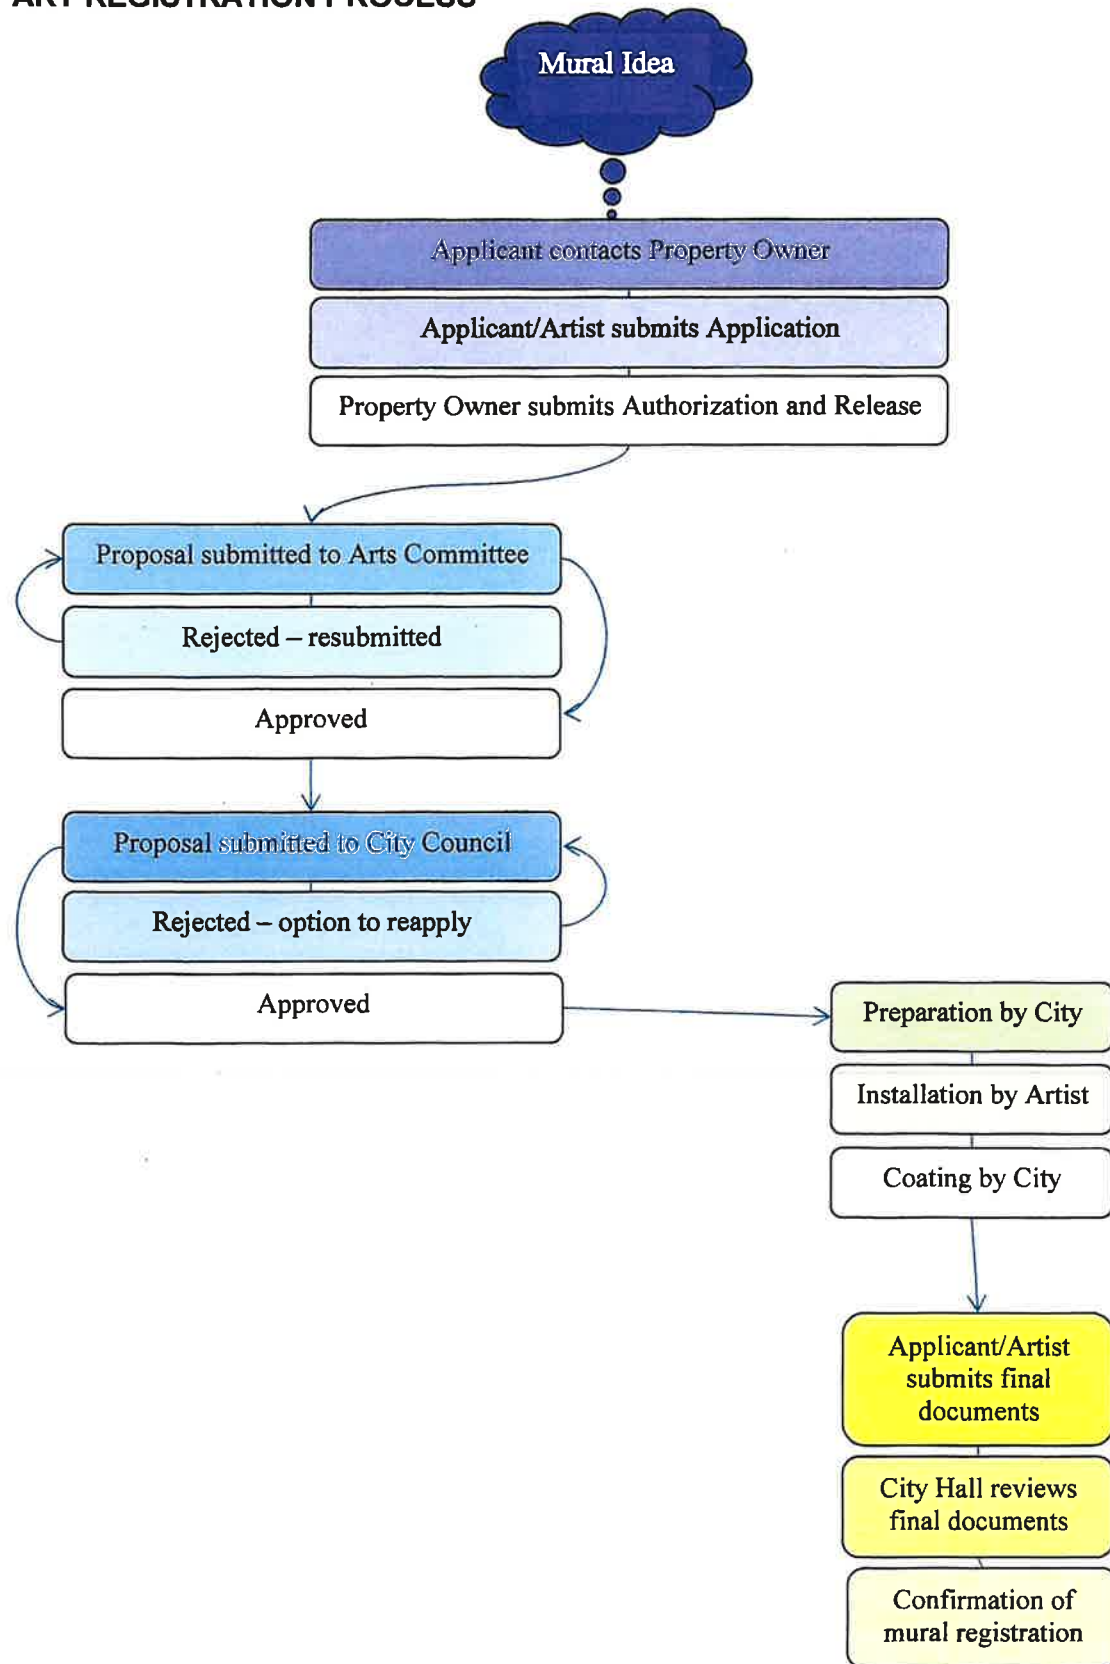 ART REGISTRATION PROCESS
Mural Idea
Applicant contacts Property Owner
Applicant/Artist submits Application
Property Owner submits Authorization and Release
Proposal submitted to Arts Committee
Rejected – resubmitted
Approved
Proposal submitted to City Council
Rejected – option to reapply
Approved
Preparation by City
Installation by Artist
Coating by City
Applicant/Artist
submits final
documents
City Hall reviews
final documents
Confirmation of
mural registration